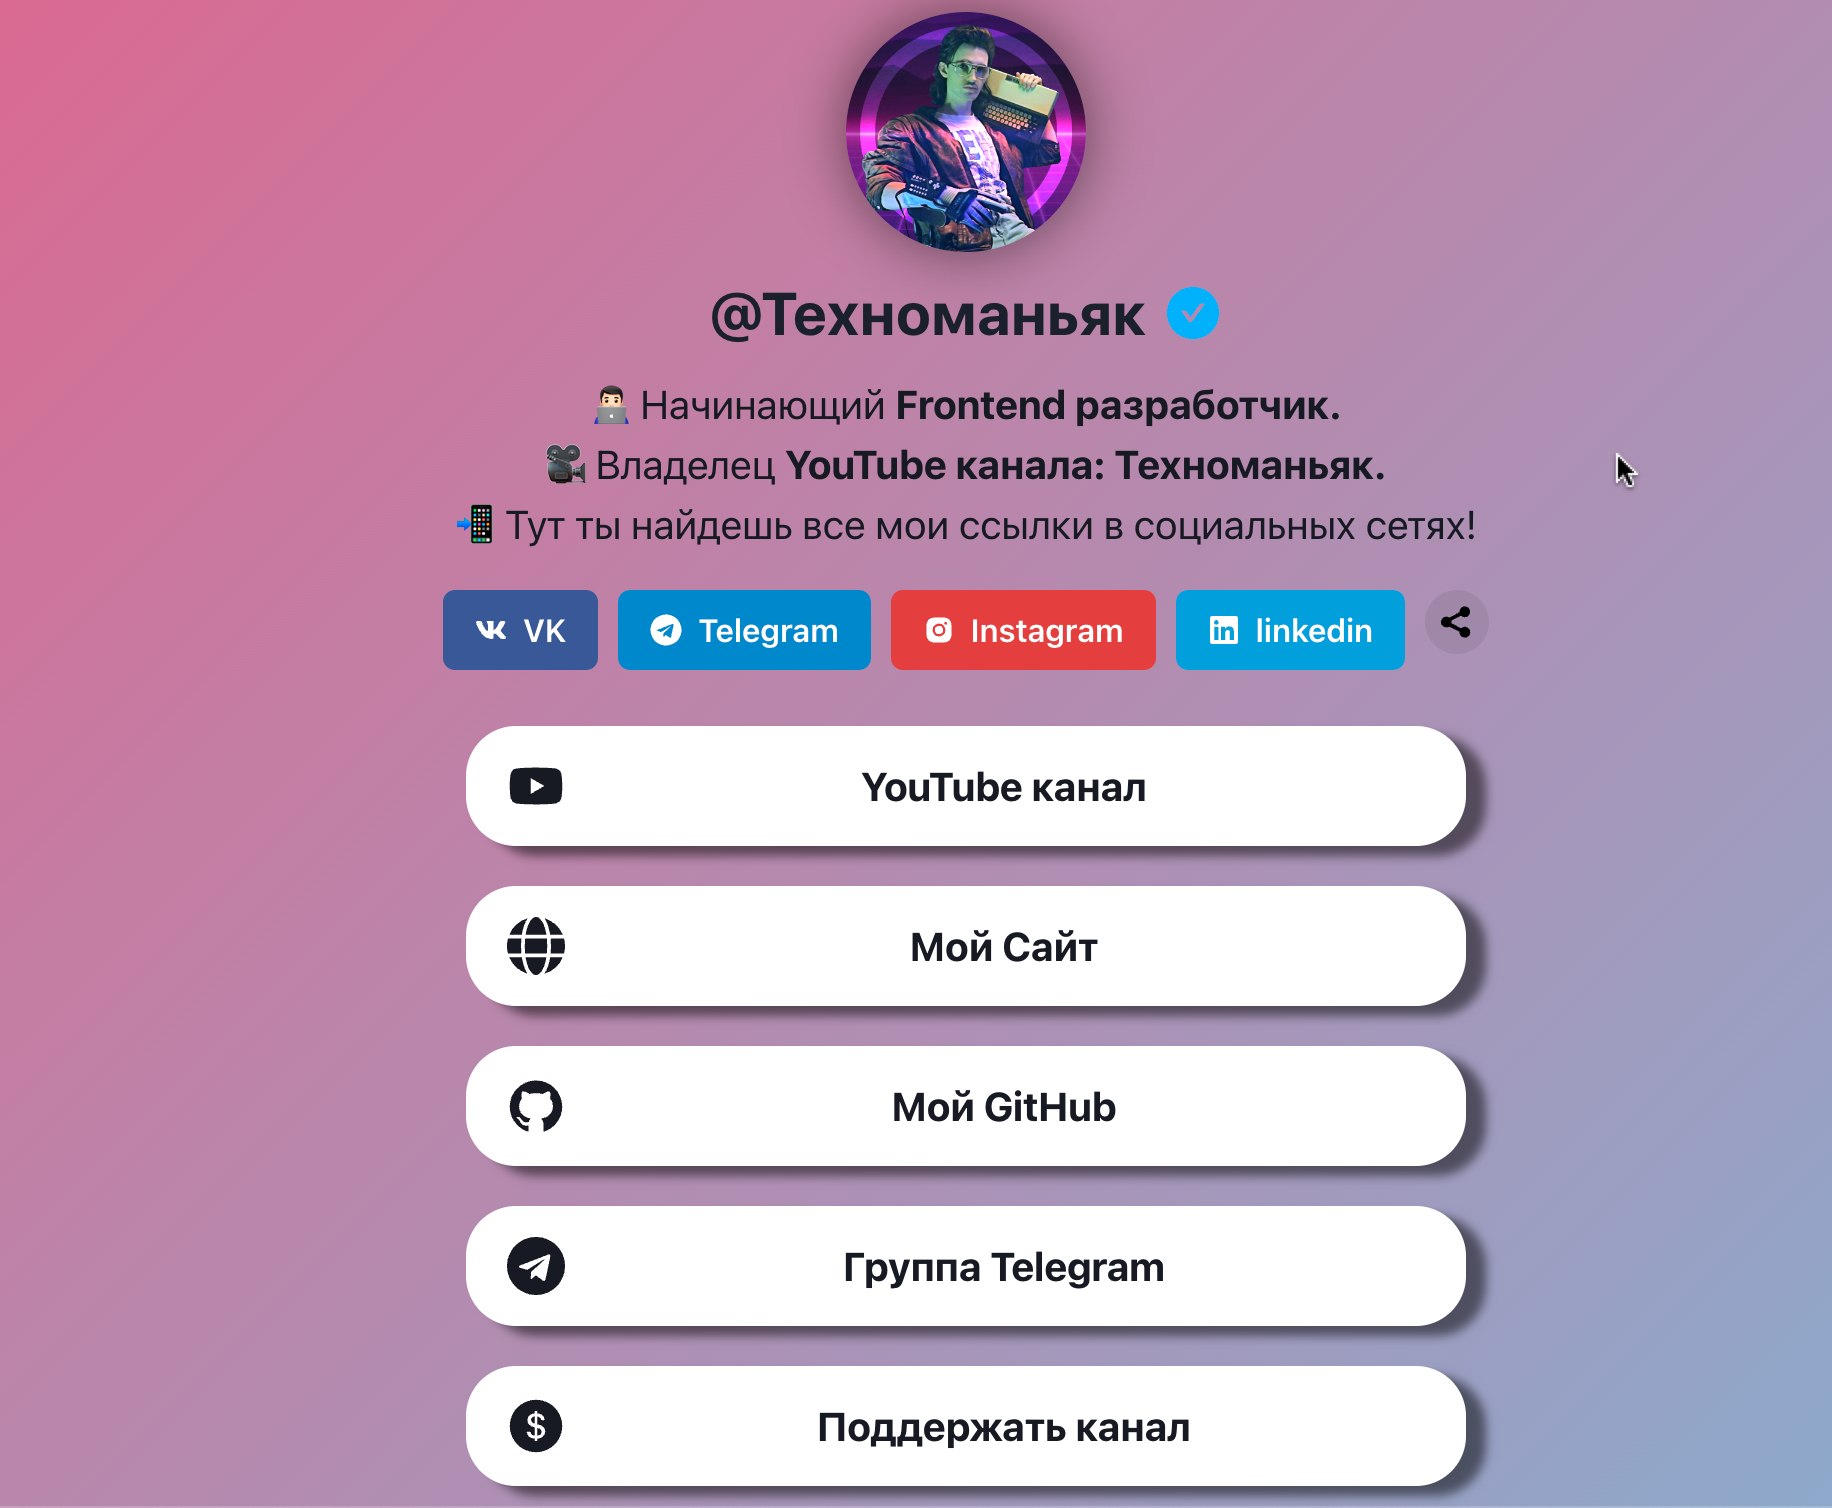 @Техноманьяк
Начинающий Frontend разработчик.
Владелец YouTube канала: Техноманьяк.
Тут ты найдешь все мои ссылки в социальных сетях!
VK Telegram Instagram linkedin
YouTube канал
Мой Сайт
Мой GitHub
Группа Telegram
Поддержать канал